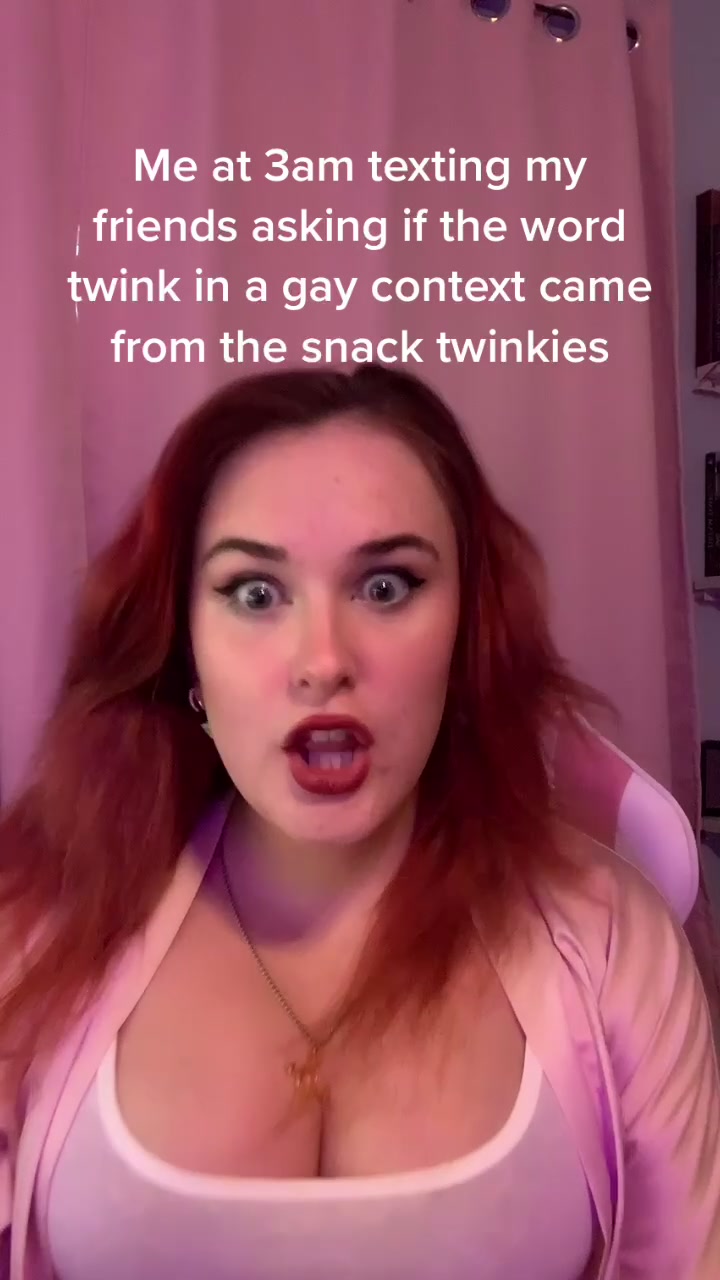 Me at 3am texting my
friends asking if the word
twink in a gay context came
from the snack twinkies